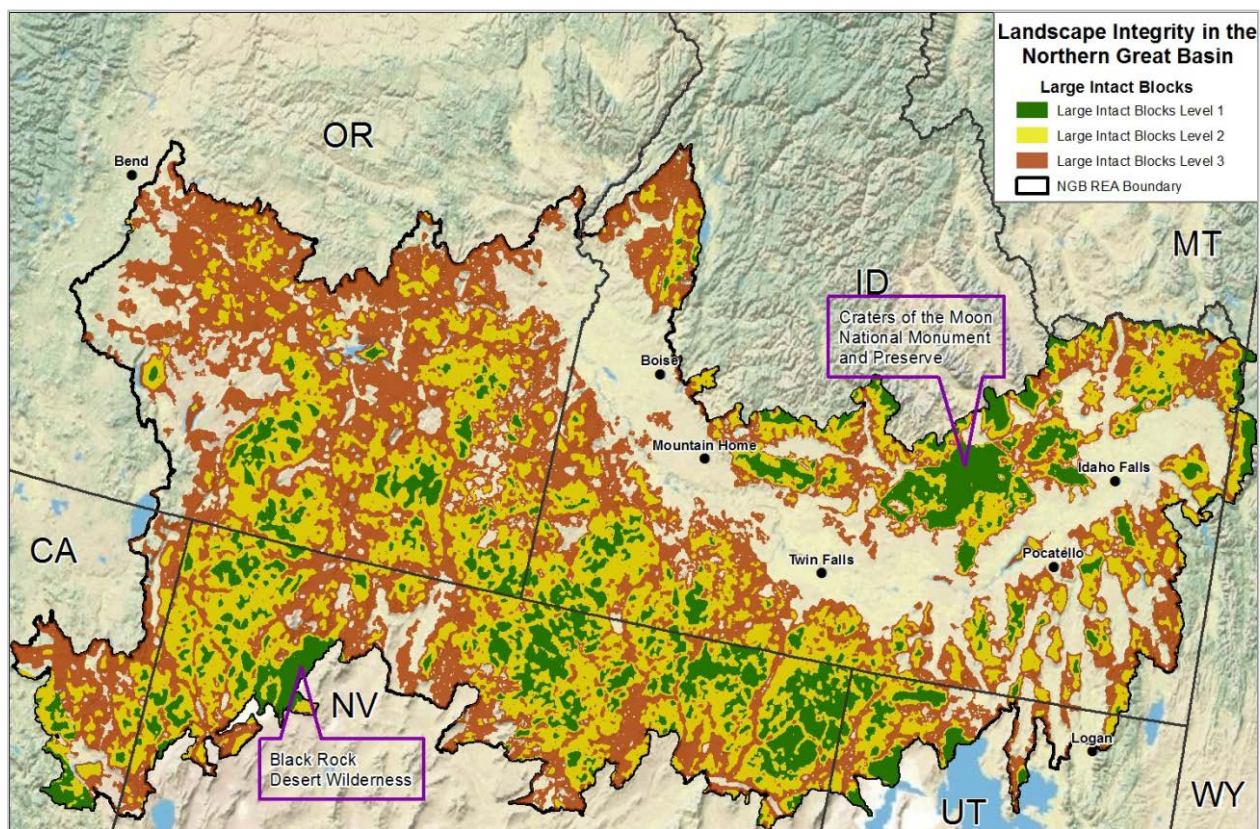 Landscape Integrity in the
Northern Great Basin
Large Intact Blocks
Large Intact Blocks Level 1
Large Intact Blocks Level 2
Large Intact Blocks Level 3
NGB REA Boundary
OR
Bend
MT
ID
Craters of the Moon
National Monument
and Preserve
Boise
Mountain Home
Idaho Falls
CA
Twin Falls
Pocatello
NV
Black Rock
Desert Wilderness
Logan
UT
WY